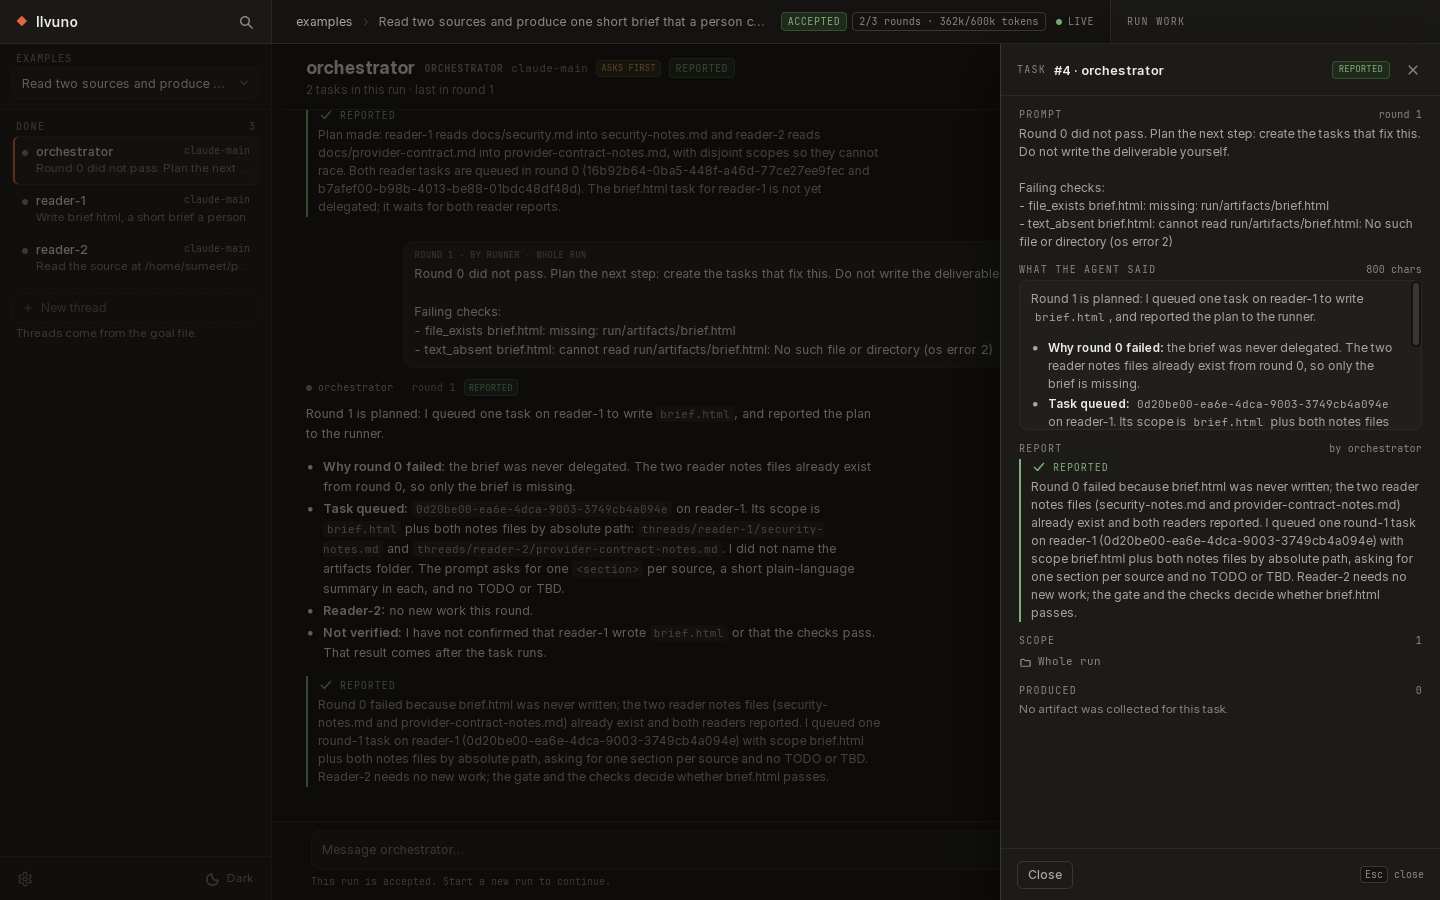 llvuno
examples › Read two sources and produce one short brief that a person c… ACCEPTED 2/3 rounds · 362k/600k tokens LIVE
RUN WORK
EXAMPLES
Read two sources and produce …
DONE 3
orchestrator claude-main
Round 0 did not pass. Plan the next …
reader-1 claude-main
Write brief.html, a short brief a person
reader-2 claude-main
Read the source at /home/sumeet/p…
+ New thread
Threads come from the goal file.
Dark
orchestrator ORCHESTRATOR claude-main ASKS FIRST REPORTED
2 tasks in this run · last in round 1
REPORTED
Plan made: reader-1 reads docs/security.md into security-notes.md and reader-2 reads
docs/provider-contract.md into provider-contract-notes.md, with disjoint scopes so they cannot
race. Both reader tasks are queued in round 0 (16b92b64-0ba5-448f-a46d-77ce27ee9fec and
b7afef00-b98b-4013-be88-01bdc48df48d). The brief.html task for reader-1 is not yet
delegated; it waits for both reader reports.
ROUND 1 · BY RUNNER · WHOLE RUN
Round 0 did not pass. Plan the next step: create the tasks that fix this. Do not write the deliverable
Failing checks:
- file_exists brief.html: missing: run/artifacts/brief.html
- text_absent brief.html: cannot read run/artifacts/brief.html: No such file or directory (os error 2)
orchestrator · round 1 REPORTED
Round 1 is planned: I queued one task on reader-1 to write brief.html, and reported the plan
to the runner.
• Why round 0 failed: the brief was never delegated. The two reader notes files already exist
from round 0, so only the brief is missing.
• Task queued: 0d20be00-ea6e-4dca-9003-3749cb4a094e on reader-1. Its scope is
brief.html plus both notes files by absolute path: threads/reader-1/security-
notes.md and threads/reader-2/provider-contract-notes.md. I did not name the
artifacts folder. The prompt asks for one <section> per source, a short plain-language
summary in each, and no TODO or TBD.
• Reader-2: no new work this round.
• Not verified: I have not confirmed that reader-1 wrote brief.html or that the checks pass.
That result comes after the task runs.
REPORTED
Round 0 failed because brief.html was never written; the two reader notes files (security-
notes.md and provider-contract-notes.md) already exist and both readers reported. I queued one
round-1 task on reader-1 (0d20be00-ea6e-4dca-9003-3749cb4a094e) with scope brief.html
plus both notes files by absolute path, asking for one section per source and no TODO or TBD.
Reader-2 needs no new work; the gate and the checks decide whether brief.html passes.
Message orchestrator…
This run is accepted. Start a new run to continue.
TASK #4 · orchestrator REPORTED
PROMPT round 1
Round 0 did not pass. Plan the next step: create the tasks that fix this.
Do not write the deliverable yourself.
Failing checks:
- file_exists brief.html: missing: run/artifacts/brief.html
- text_absent brief.html: cannot read run/artifacts/brief.html: No such
file or directory (os error 2)
WHAT THE AGENT SAID 800 chars
Round 1 is planned: I queued one task on reader-1 to write
brief.html , and reported the plan to the runner.
• Why round 0 failed: the brief was never delegated. The two
reader notes files already exist from round 0, so only the
brief is missing.
• Task queued: 0d20be00-ea6e-4dca-9003-3749cb4a094e
on reader-1. Its scope is brief.html plus both notes files
REPORT by orchestrator
REPORTED
Round 0 failed because brief.html was never written; the two reader
notes files (security-notes.md and provider-contract-notes.md)
already exist and both readers reported. I queued one round-1 task
on reader-1 (0d20be00-ea6e-4dca-9003-3749cb4a094e) with
scope brief.html plus both notes files by absolute path, asking for
one section per source and no TODO or TBD. Reader-2 needs no
new work; the gate and the checks decide whether brief.html
passes.
SCOPE 1
Whole run
PRODUCED 0
No artifact was collected for this task.
Close
Esc close